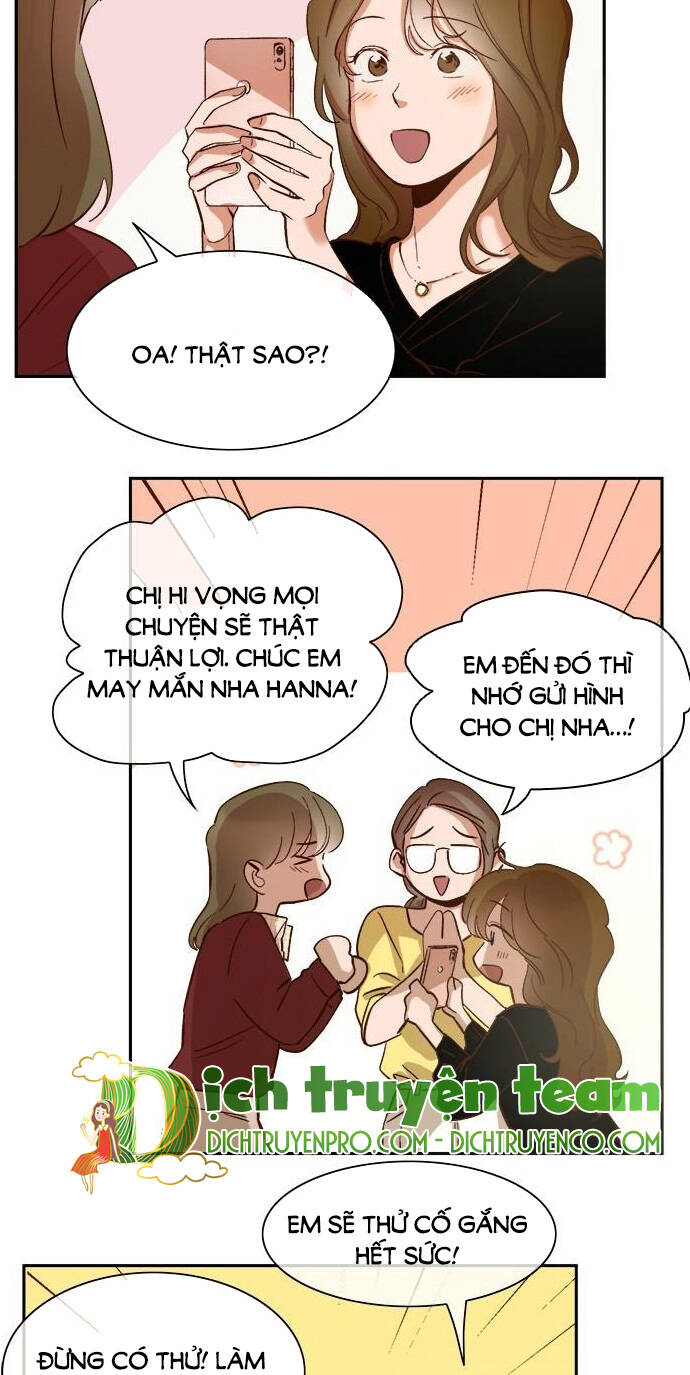 OA! THẬT SAO?!
CHỊ HI VỌNG MỌI
CHUYỆN SẼ THẬT
THUẬN LỢI. CHÚC EM
MAY MẮN NHA HANNA!
EM ĐẾN ĐÓ THÌ
NHỚ GỬI HÌNH
CHO CHỊ NHA...!
Dịch truyện team
DICHTRUYENPRO.COM - DICHTRUYENCO.COM
EM SẼ THỬ CỐ GẮNG
HẾT SỨC!
ĐỪNG CÓ THỬ! LÀM